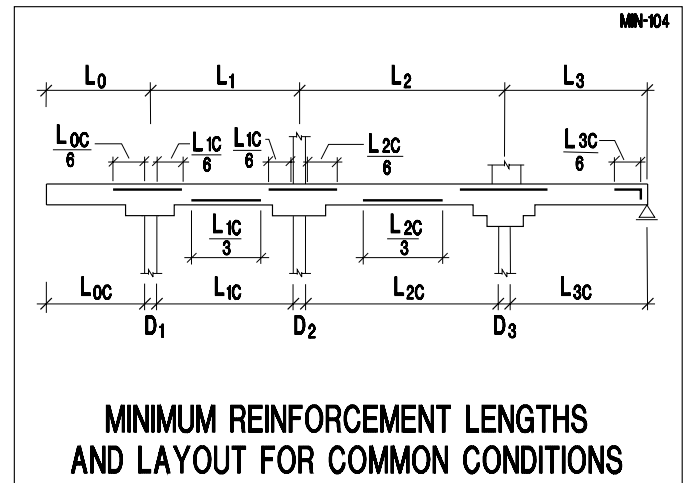 MIN-104
L0 L1 L2 L3
L0C/6 L1C/6 L1C/6 L2C/6 L3C/6
L1C/3 L2C/3
L0C L1C L2C L3C
D1 D2 D3
MINIMUM REINFORCEMENT LENGTHS
AND LAYOUT FOR COMMON CONDITIONS